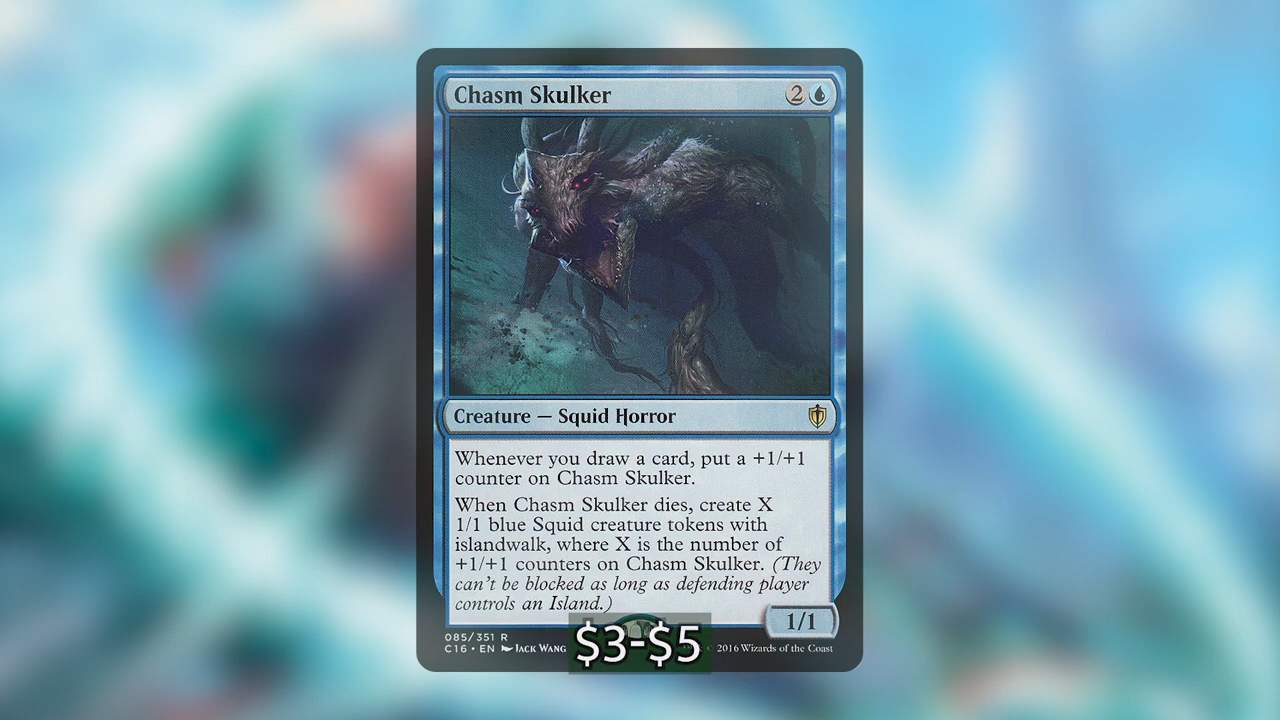 Chasm Skulker
2
Creature — Squid Horror
Whenever you draw a card, put a +1/+1
counter on Chasm Skulker.
When Chasm Skulker dies, create X
1/1 blue Squid creature tokens with
islandwalk, where X is the number of
+1/+1 counters on Chasm Skulker. (They
can't be blocked as long as defending player
controls an Island.)
1/1
085/351 R
C16 • EN JACK WANG
2016 Wizards of the Coast
$3-$5